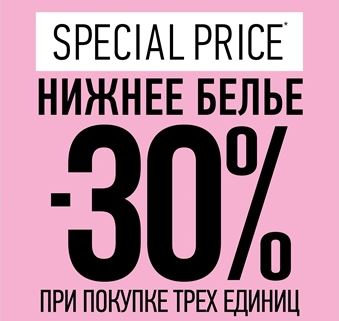 SPECIAL PRICE*
НИЖНЕЕ БЕЛЬЕ
-30%
ПРИ ПОКУПКЕ ТРЕХ ЕДИНИЦ